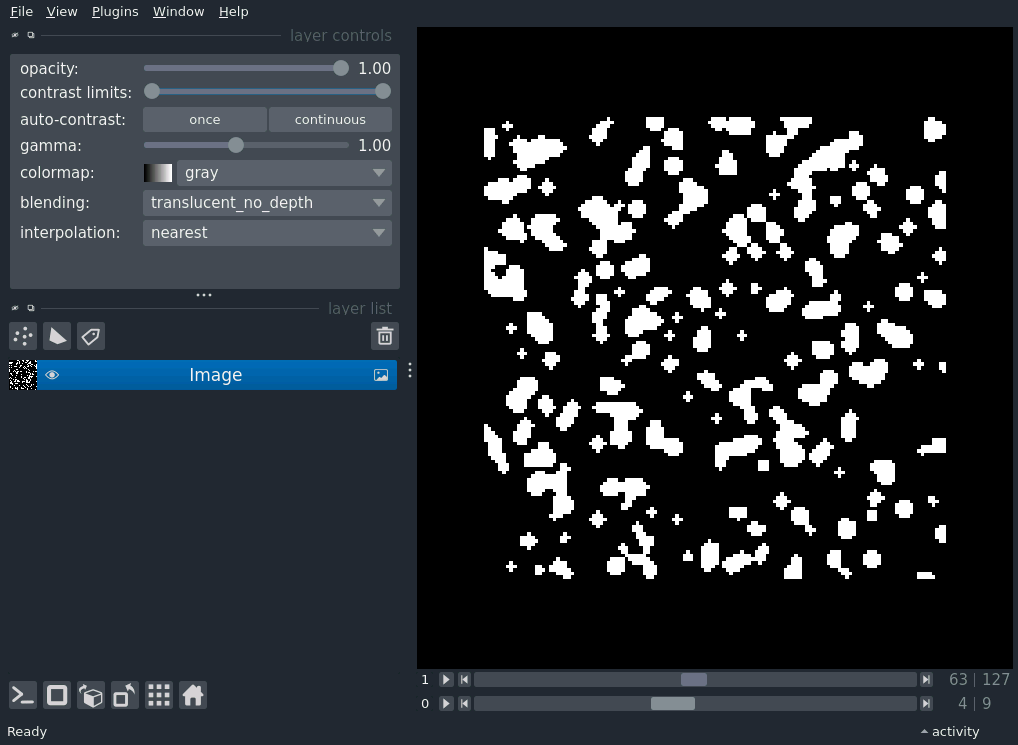 File View Plugins Window Help
layer controls
opacity: 1.00
contrast limits:
auto-contrast: once continuous
gamma: 1.00
colormap: gray
blending: translucent_no_depth
interpolation: nearest
layer list
Image
1 63 | 127
0 4 | 9
Ready activity